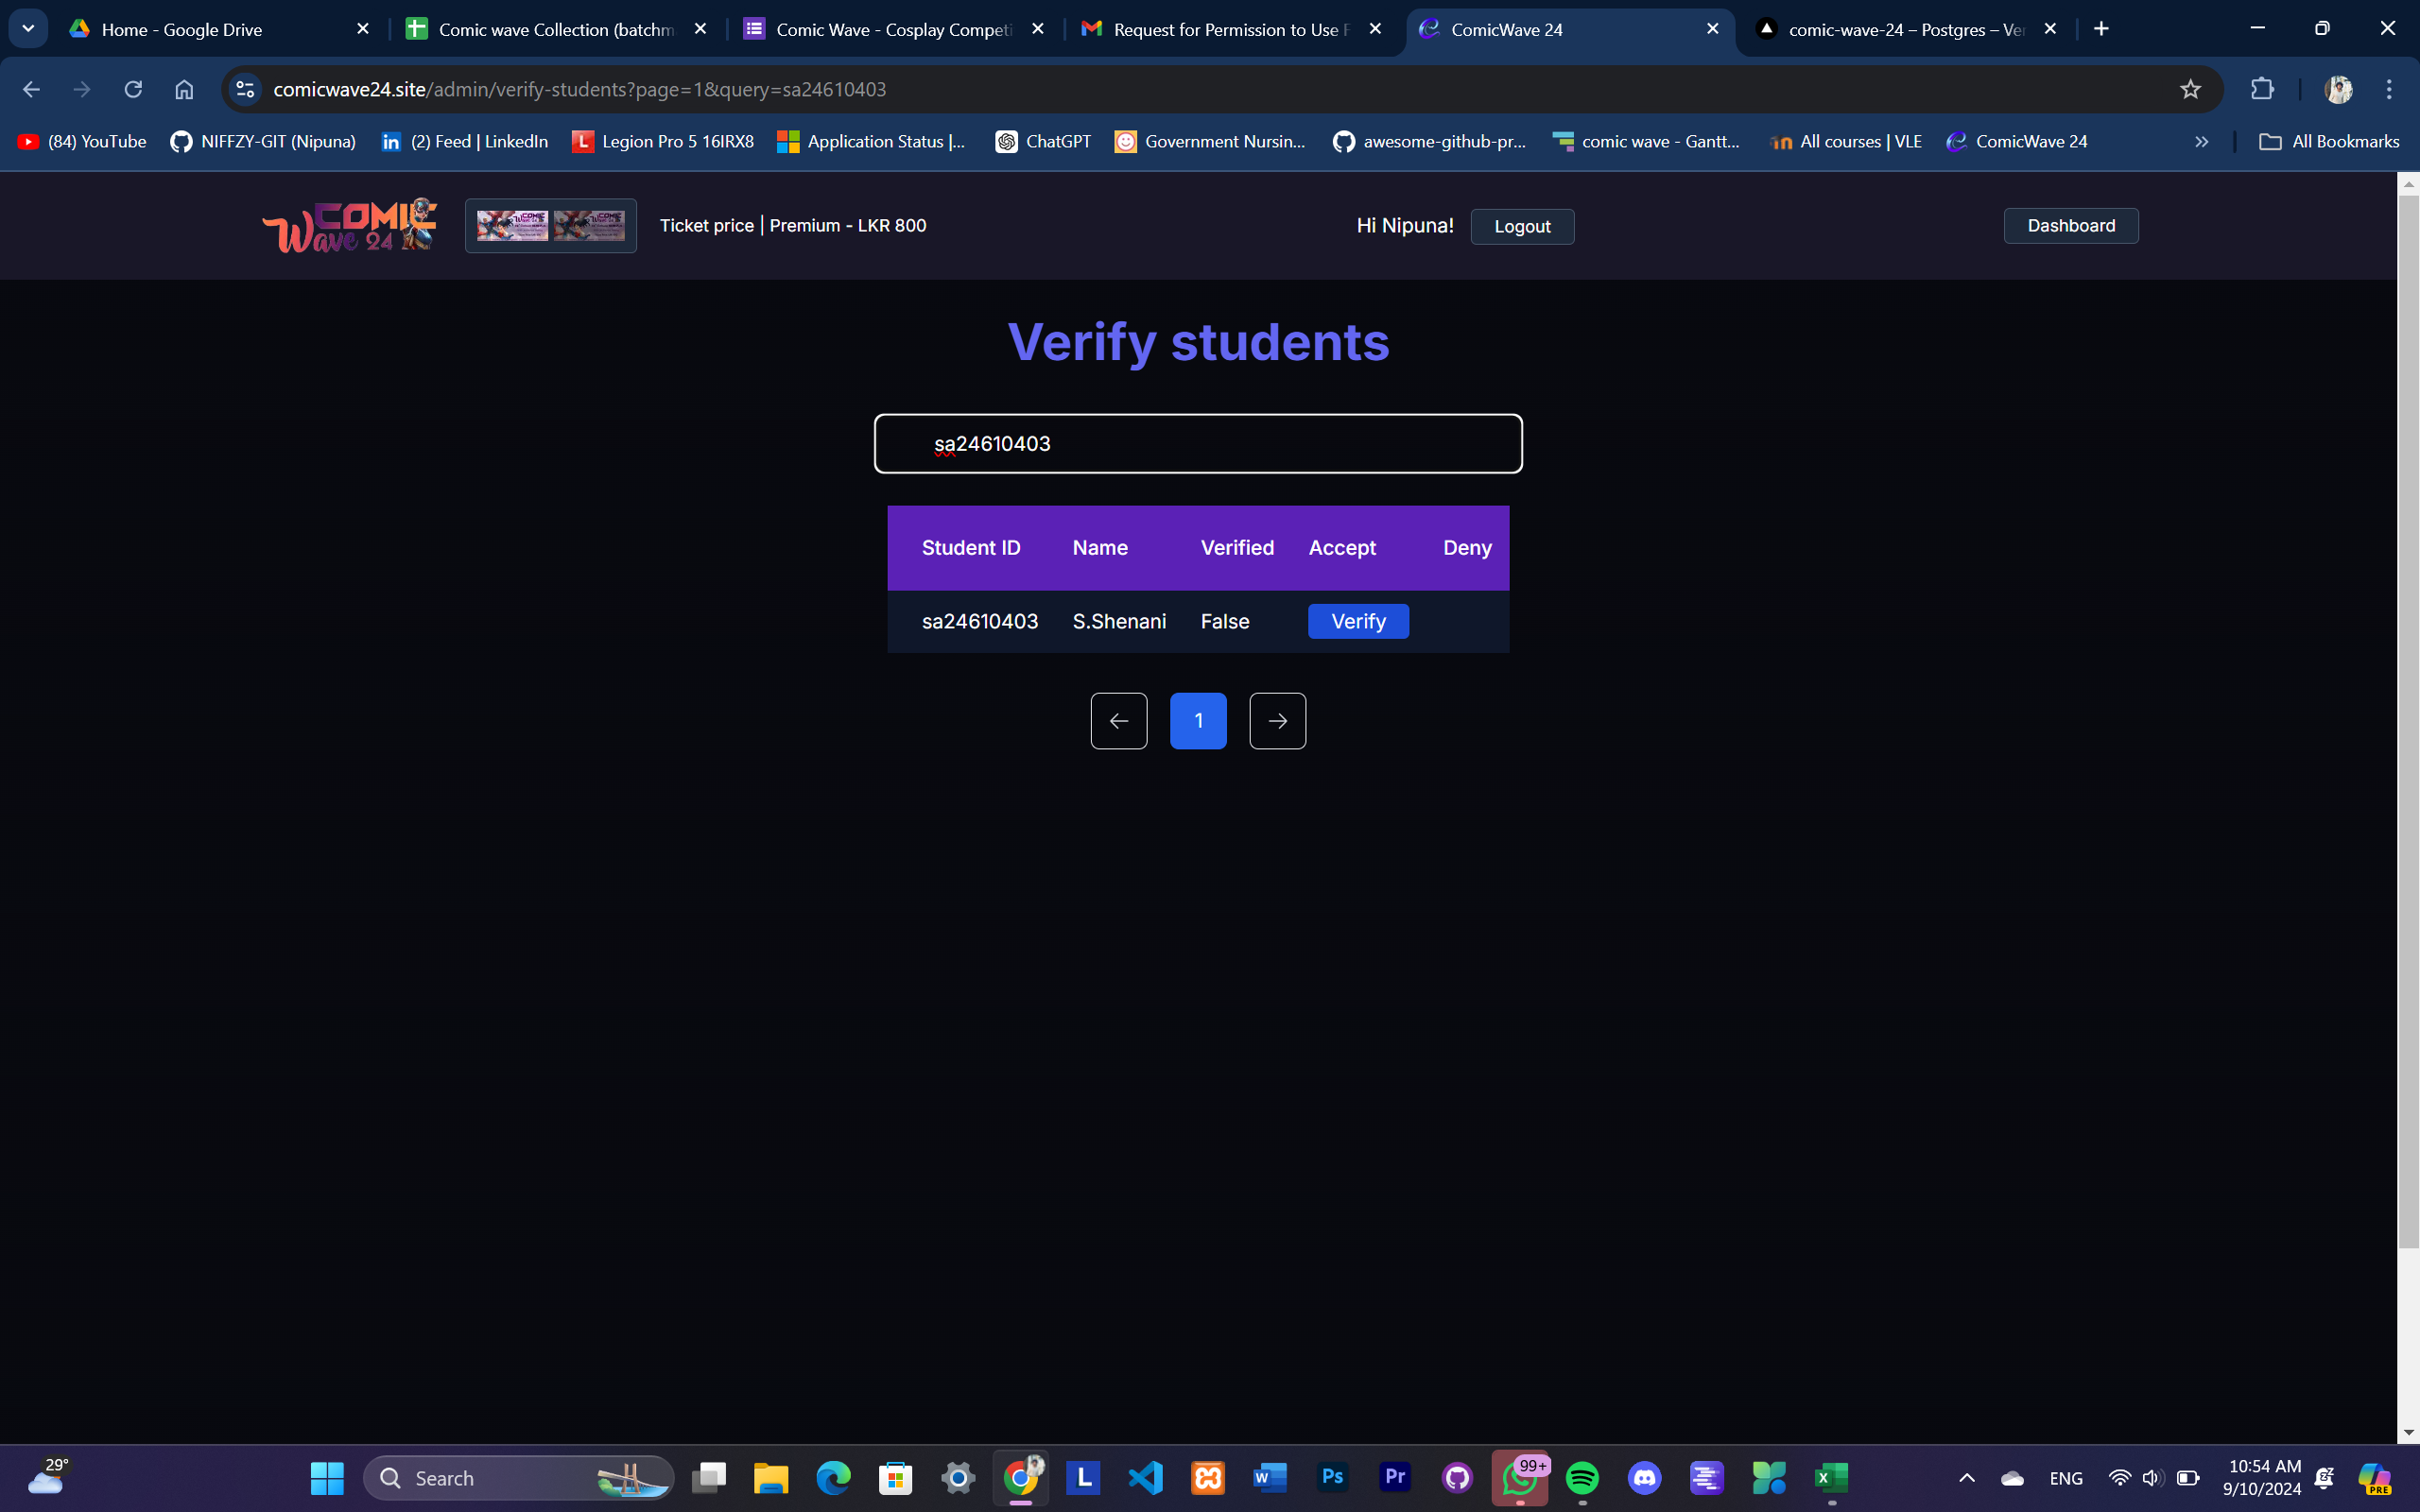 Home - Google Drive
Comic wave Collection (batchm
Comic Wave - Cosplay Competi
Request for Permission to Use F
ComicWave 24
comic-wave-24 – Postgres – Ver
comicwave24.site/admin/verify-students?page=1&query=sa24610403
(84) YouTube
NIFFZY-GIT (Nipuna)
(2) Feed | LinkedIn
Legion Pro 5 16IRX8
Application Status |...
ChatGPT
Government Nursin...
awesome-github-pr...
comic wave - Gantt...
All courses | VLE
ComicWave 24
All Bookmarks
COMIC
Wave 24
Ticket price | Premium - LKR 800
Hi Nipuna!
Logout
Dashboard
Verify students
sa24610403
Student ID Name Verified Accept Deny
sa24610403 S.Shenani False Verify
1
29°
Search
99+
ENG
10:54 AM
9/10/2024
PRE